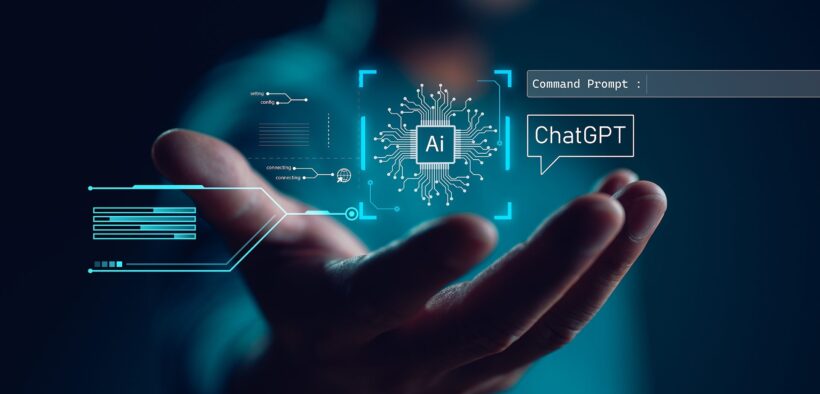 Command Prompt :
setting
config
Ai
ChatGPT
connecting
connecting